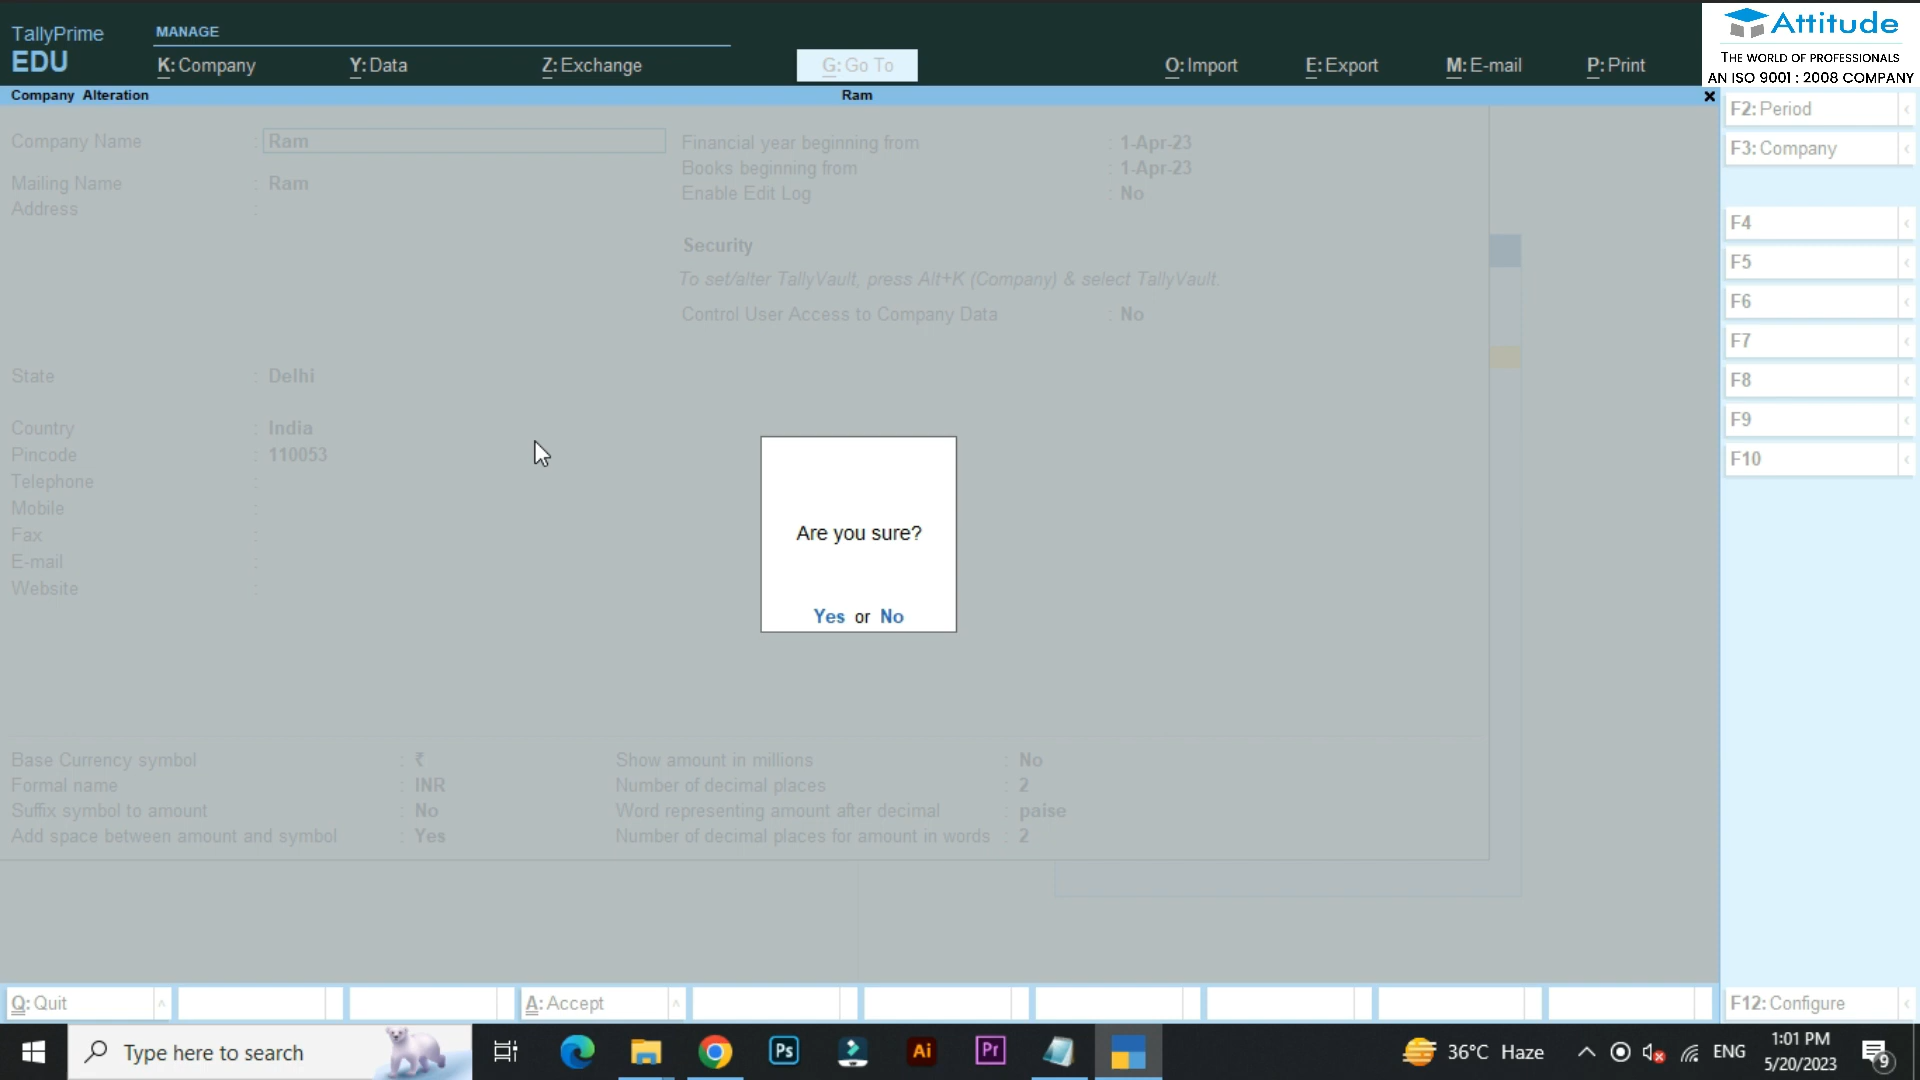 TallyPrime
EDU
MANAGE
K: Company
Y: Data
Z: Exchange
G: Go To
O: Import
E: Export
M: E-mail
P: Print
Attitude
THE WORLD OF PROFESSIONALS
AN ISO 9001 : 2008 COMPANY
Company Alteration
Ram
x
Company Name : Ram
Mailing Name : Ram
Address :
State : Delhi
Country : India
Pincode : 110053
Telephone :
Mobile :
Fax :
E-mail :
Website :
Financial year beginning from : 1-Apr-23
Books beginning from : 1-Apr-23
Enable Edit Log : No
Security
To set/alter TallyVault, press Alt+K (Company) & select TallyVault.
Control User Access to Company Data : No
Are you sure?
Yes or No
Base Currency symbol : ₹
Formal name : INR
Suffix symbol to amount : No
Add space between amount and symbol : Yes
Show amount in millions : No
Number of decimal places : 2
Word representing amount after decimal : paise
Number of decimal places for amount in words : 2
F2: Period
F3: Company
F4
F5
F6
F7
F8
F9
F10
F12: Configure
Q: Quit
A: Accept
Type here to search
Ps
Ai
Pr
36°C Haze
ENG
1:01 PM
5/20/2023
9